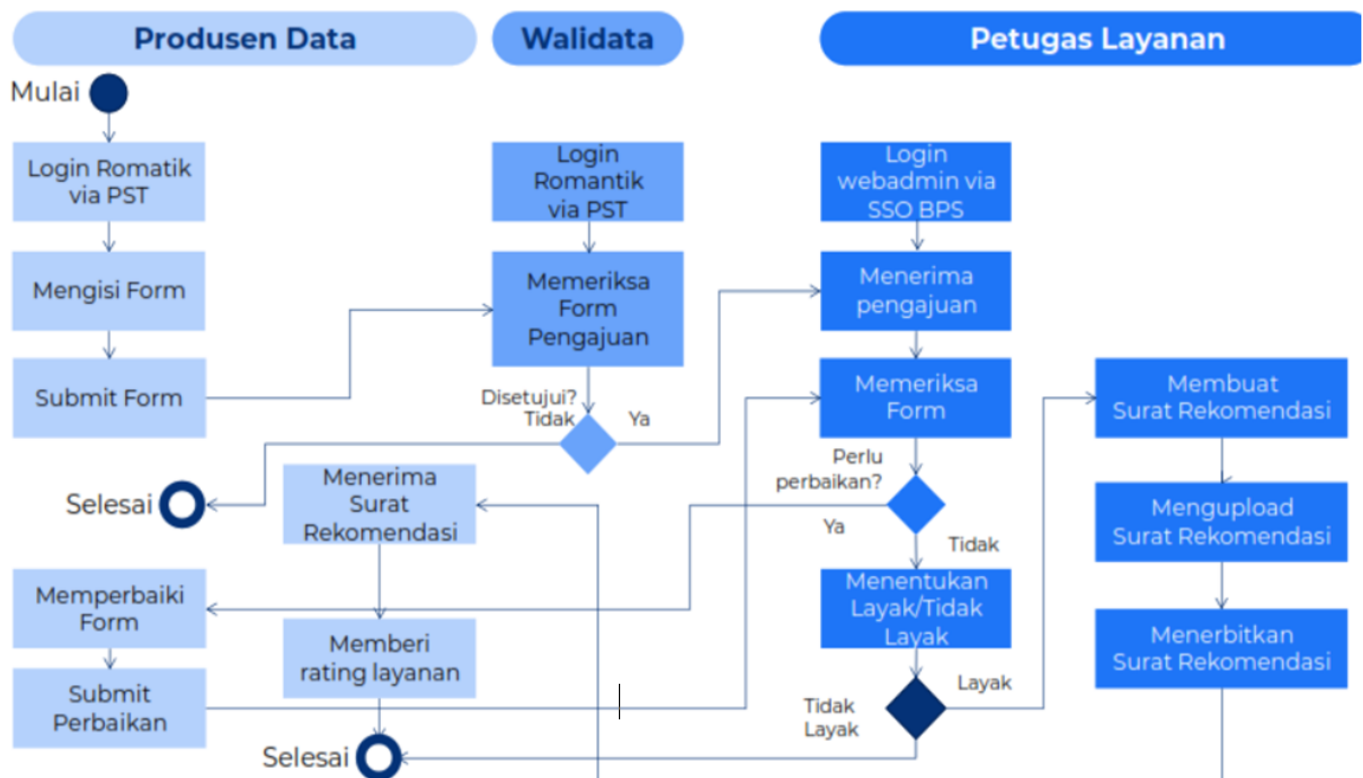 Produsen Data
Walidata
Petugas Layanan
Mulai
Login Romatik
via PST
Login
Romantik
via PST
Login
webadmin via
SSO BPS
Mengisi Form
Memeriksa
Form
Pengajuan
Menerima
pengajuan
Submit Form
Disetujui?
Tidak
Ya
Memeriksa
Form
Membuat
Surat Rekomendasi
Perlu
perbaikan?
Ya
Tidak
Selesai
Menerima
Surat
Rekomendasi
Mengupload
Surat Rekomendasi
Memperbaiki
Form
Menentukan
Layak/Tidak
Layak
Memberi
rating layanan
Menerbitkan
Surat Rekomendasi
Submit
Perbaikan
Tidak
Layak
Layak
Selesai